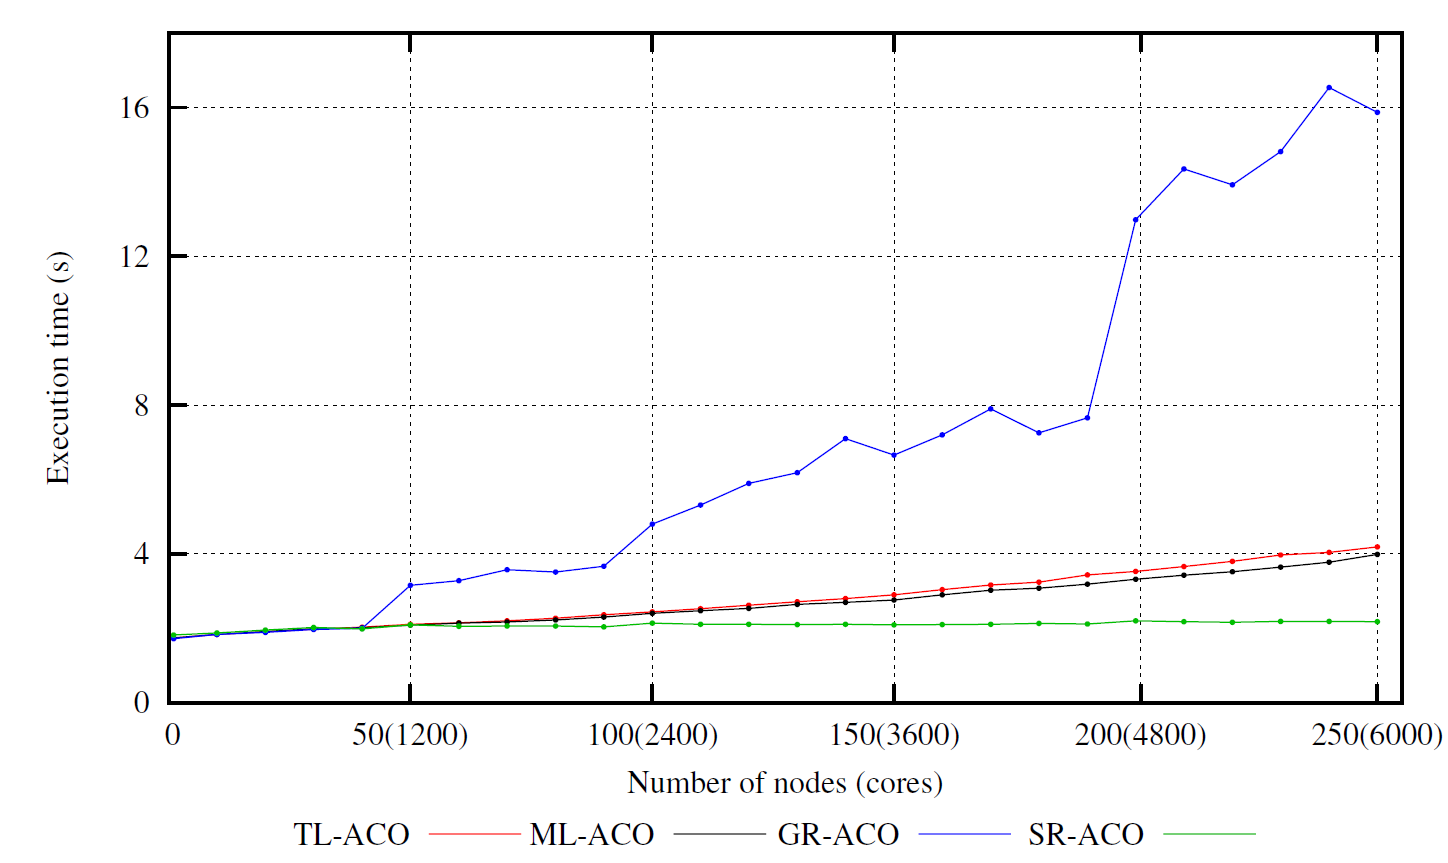 16
12
8
4
0
Execution time (s)
0 50(1200) 100(2400) 150(3600) 200(4800) 250(6000)
Number of nodes (cores)
TL-ACO ML-ACO GR-ACO SR-ACO